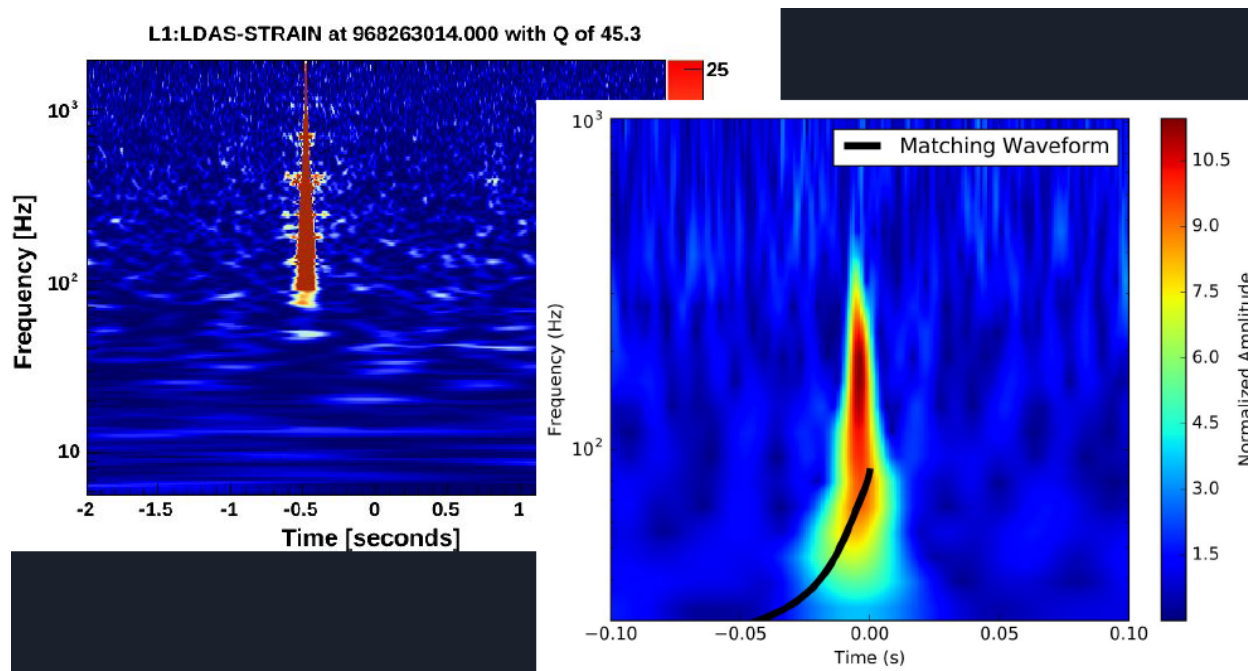 L1:LDAS-STRAIN at 968263014.000 with Q of 45.3
25
10³
10²
10
Frequency [Hz]
-2 -1.5 -1 -0.5 0 0.5 1
Time [seconds]
Matching Waveform
10³
10²
Frequency (Hz)
−0.10 −0.05 0.00 0.05 0.10
Time (s)
10.5
9.0
7.5
6.0
4.5
3.0
1.5
Normalized Amplitude